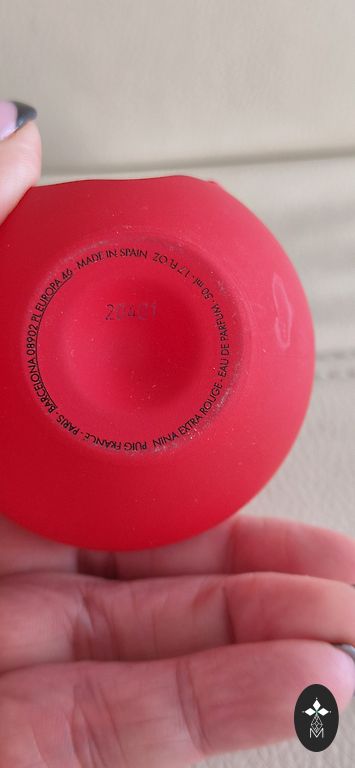 NINA EXTRA ROUGE - EAU DE PARFUM. 50 ml - 1.7 FL OZ
PUIG FRANCE - PARIS - BARCELONA 08902 PL EUROPA 46 - MADE IN SPAIN
20401
M